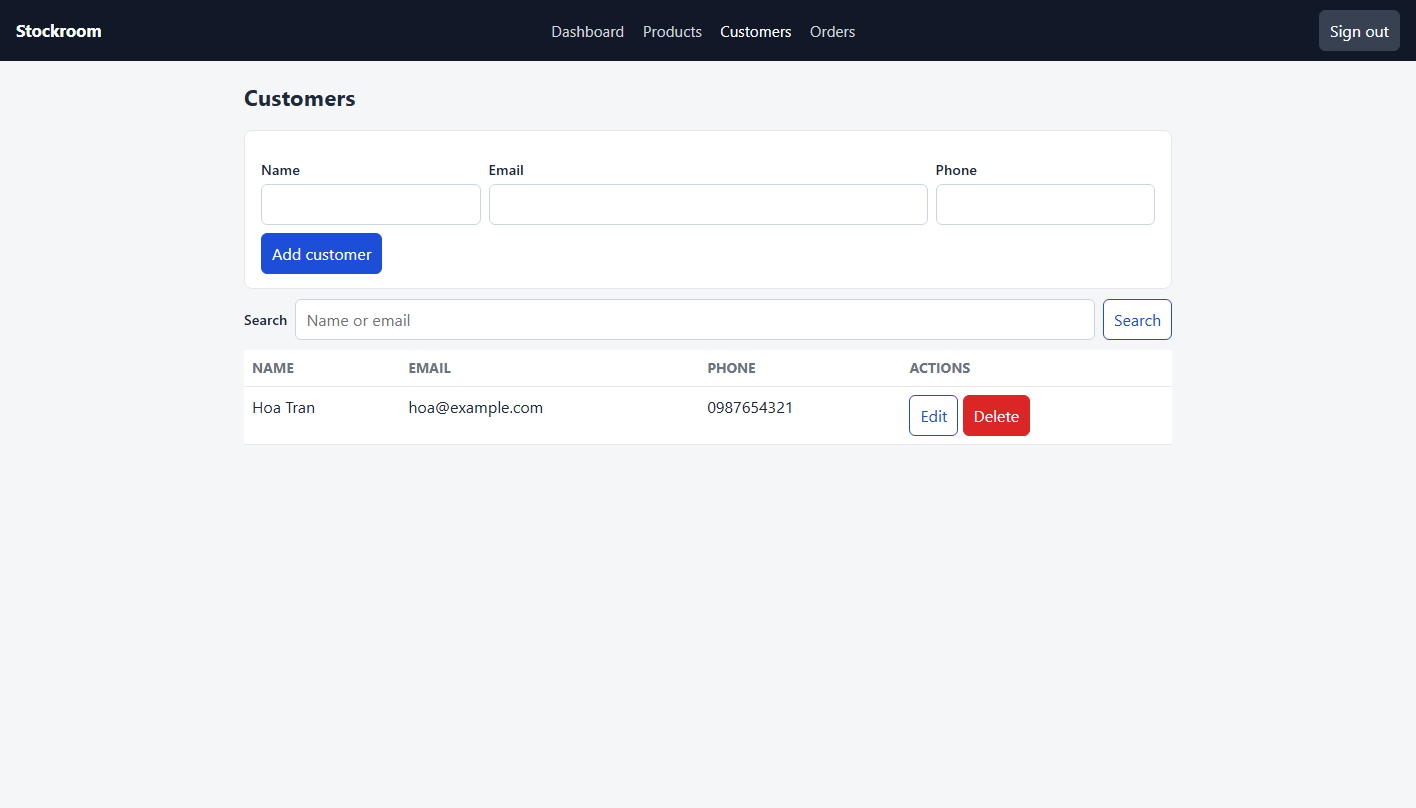 Stockroom Dashboard Products Customers Orders Sign out
Customers
Name Email Phone
Add customer
Search Name or email Search
NAME EMAIL PHONE ACTIONS
Hoa Tran hoa@example.com 0987654321 Edit Delete